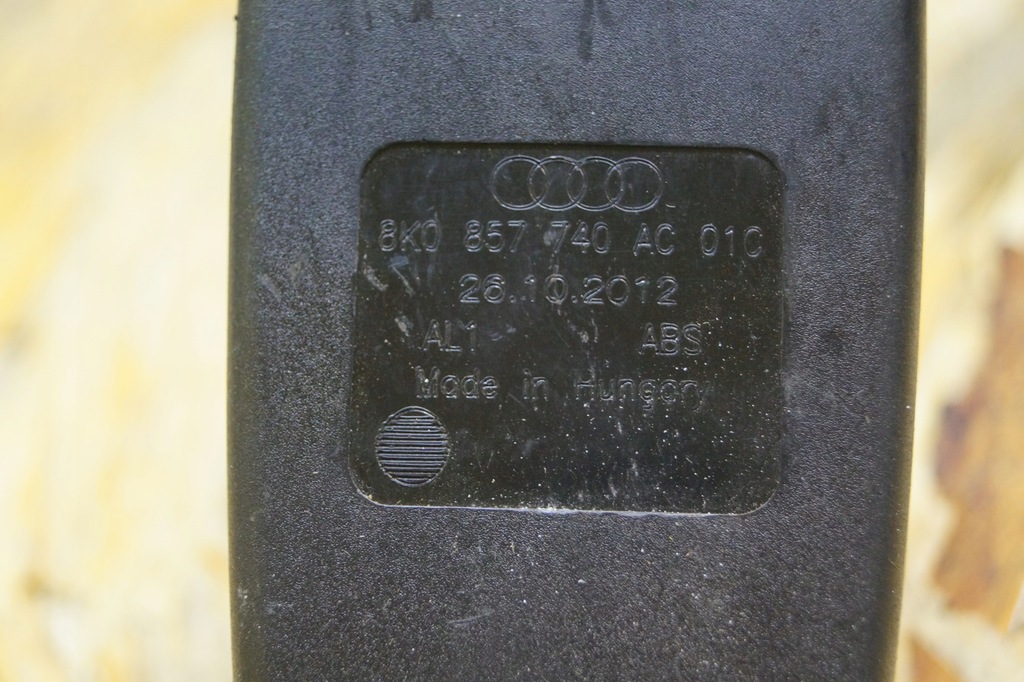 8K0 857 740 AC 01C
26.10.2012
AL1 ABS
Made in Hungary